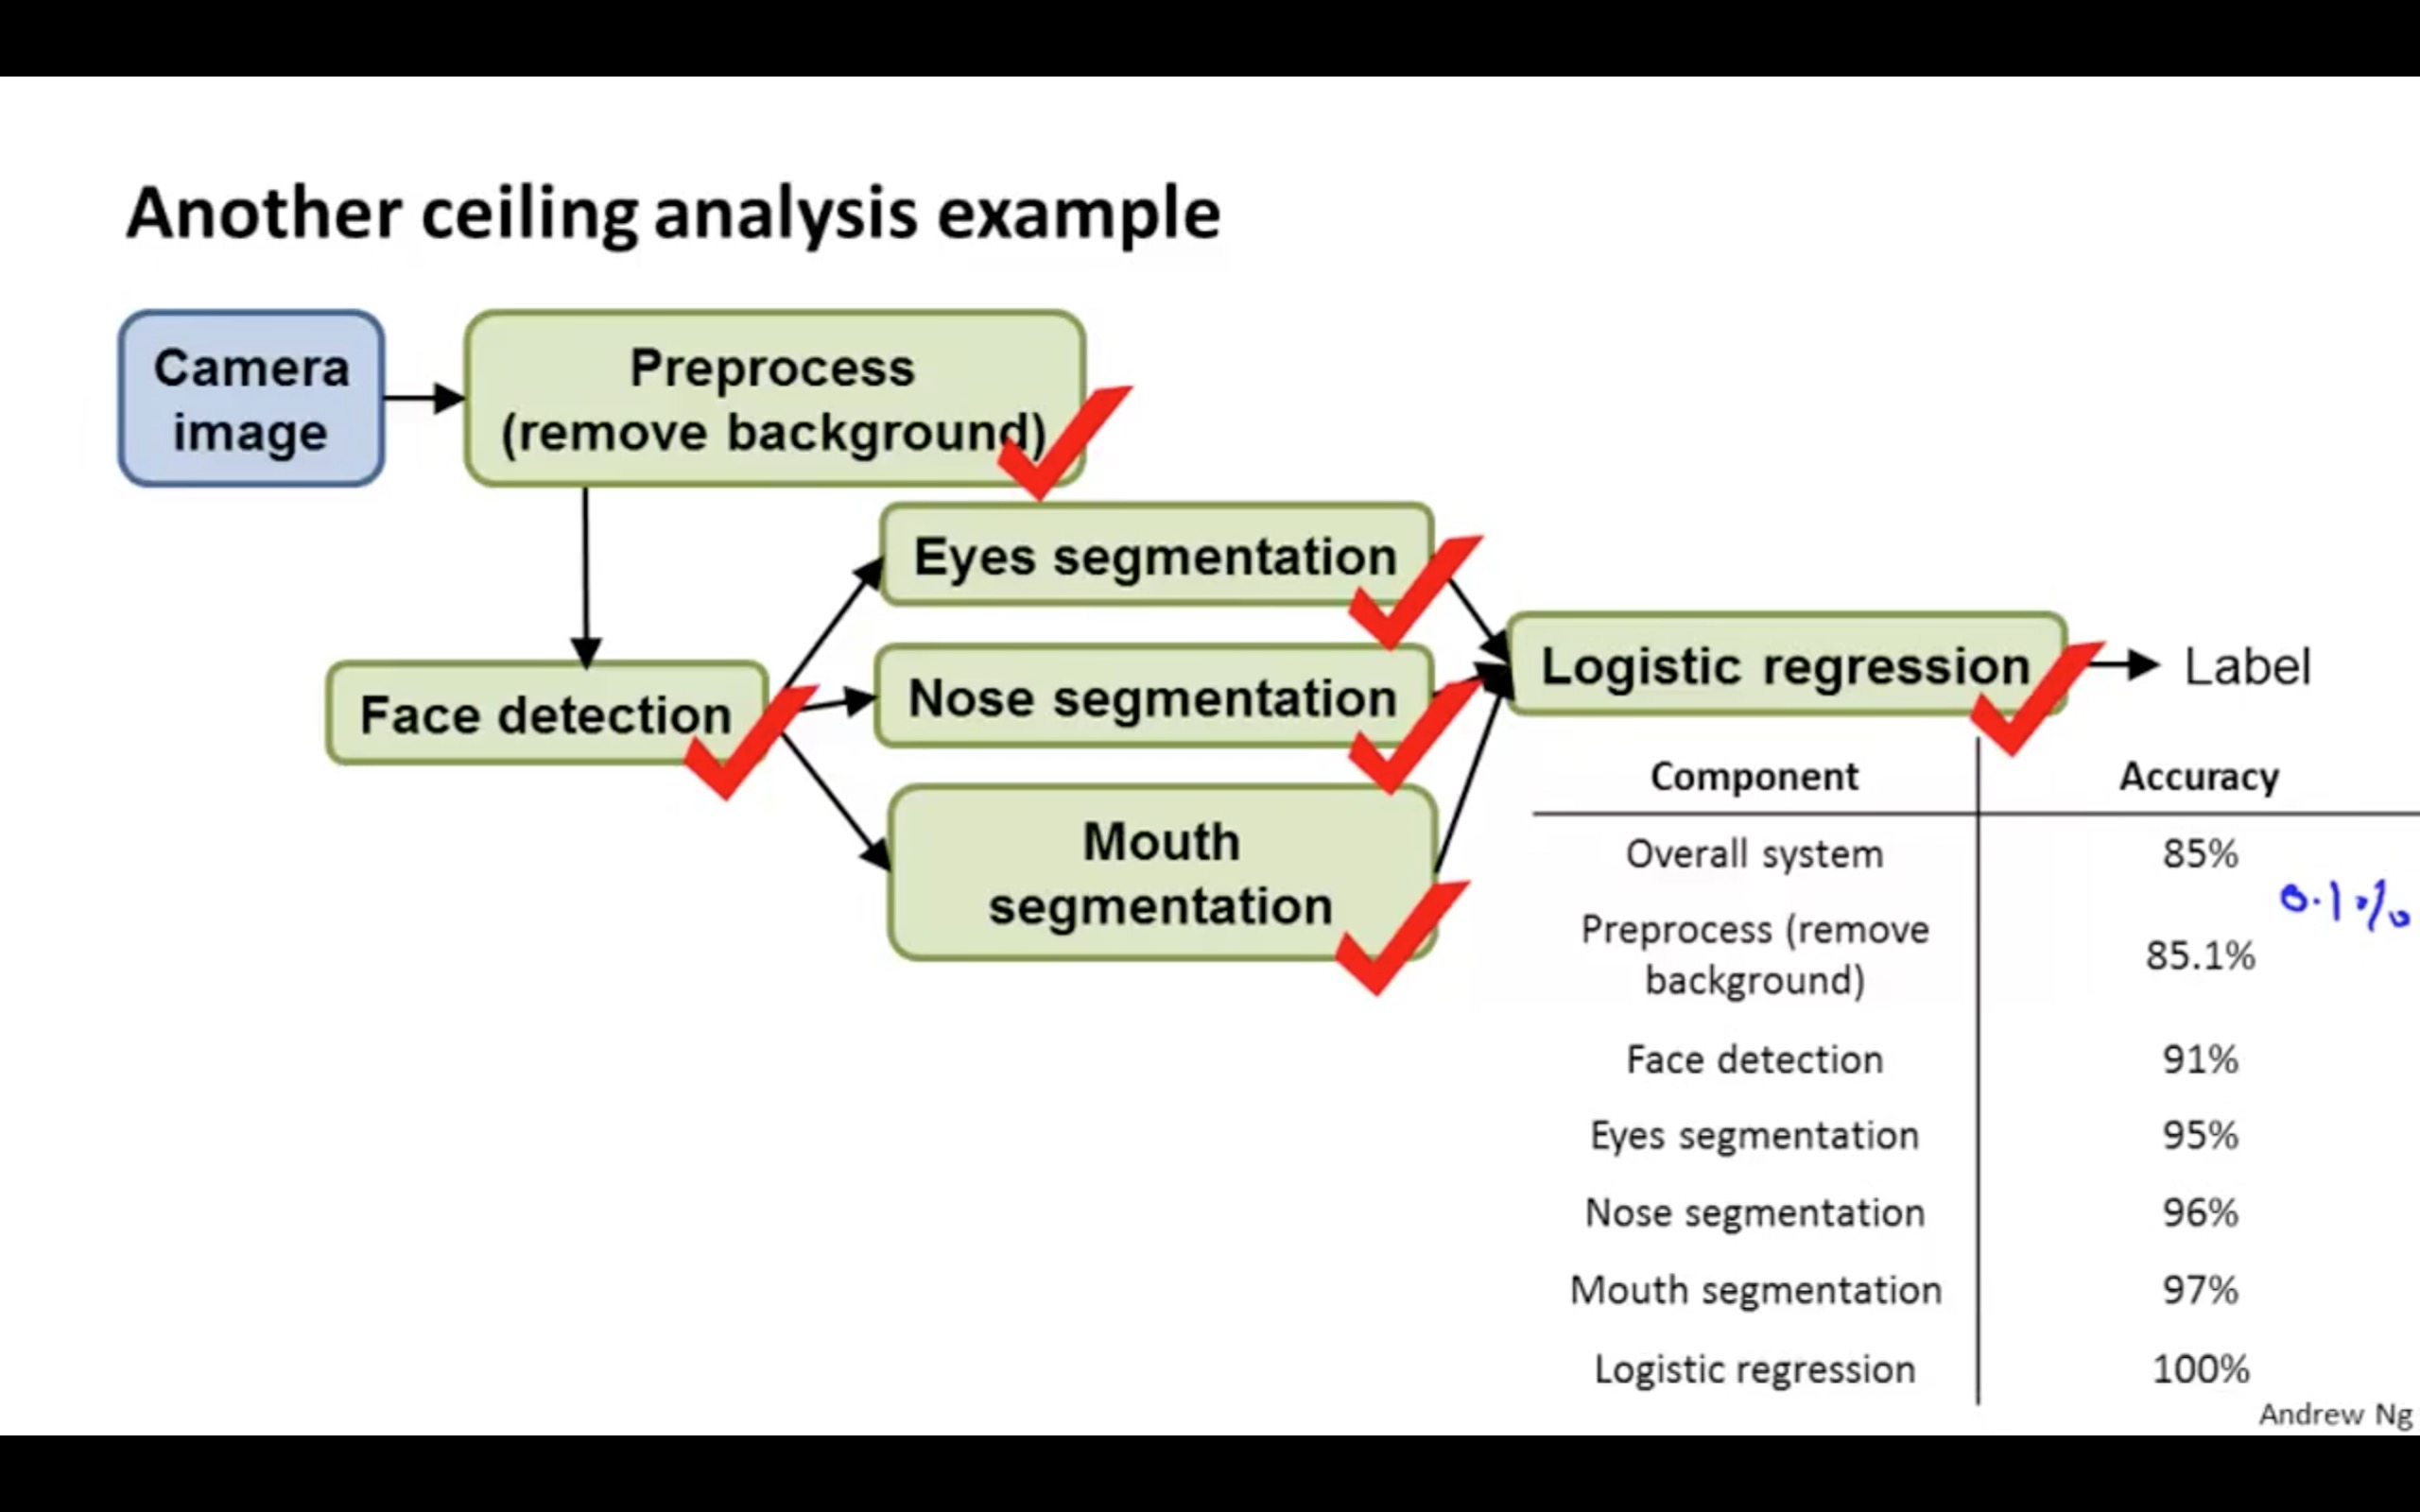 Another ceiling analysis example
Camera
image
Preprocess
(remove background)
Eyes segmentation
Face detection
Nose segmentation
Mouth
segmentation
Logistic regression
Label
Component Accuracy
Overall system 85%
0.1%
Preprocess (remove
background) 85.1%
Face detection 91%
Eyes segmentation 95%
Nose segmentation 96%
Mouth segmentation 97%
Logistic regression 100%
Andrew Ng